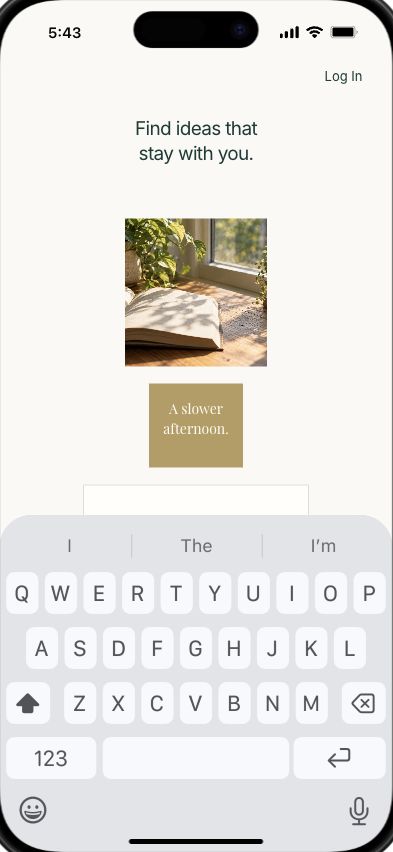 5:43
Log In
Find ideas that
stay with you.
A slower
afternoon.
I The I’m
Q W E R T Y U I O P
A S D F G H J K L
Z X C V B N M
123